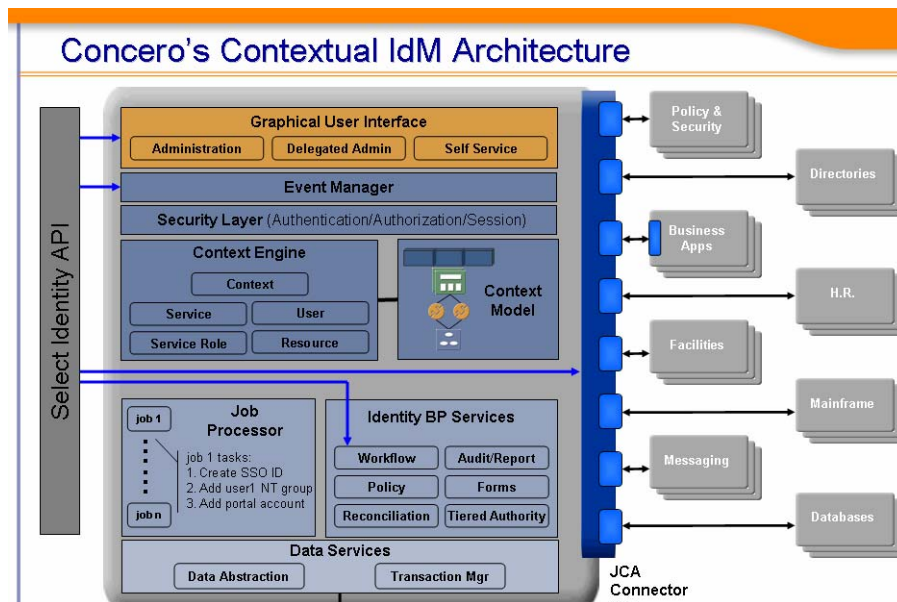 Concero's Contextual IdM Architecture
Select Identity API
Graphical User Interface
Administration
Delegated Admin
Self Service
Event Manager
Security Layer (Authentication/Authorization/Session)
Context Engine
Context
Service
User
Service Role
Resource
Context
Model
Job
Processor
job 1
job 1 tasks:
1. Create SSO ID
2. Add user1 NT group
3. Add portal account
job n
Identity BP Services
Workflow
Audit/Report
Policy
Forms
Reconciliation
Tiered Authority
Data Services
Data Abstraction
Transaction Mgr
JCA
Connector
Policy &
Security
Directories
Business
Apps
H.R.
Facilities
Mainframe
Messaging
Databases